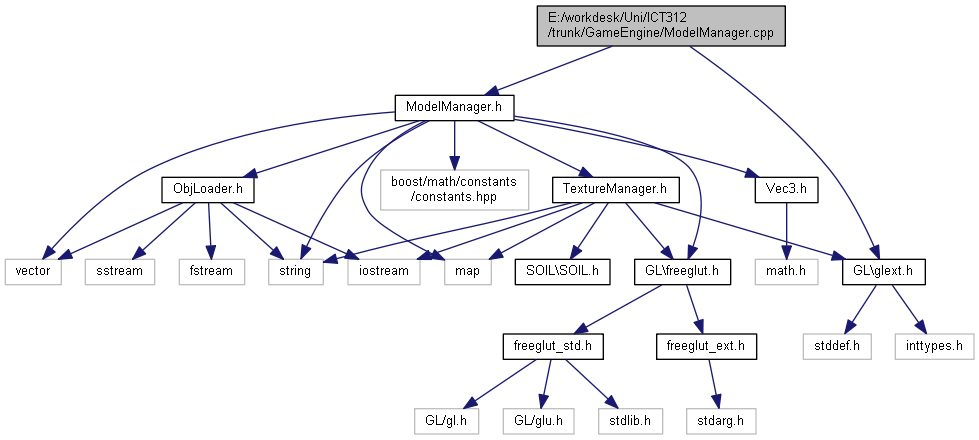 E:/workdesk/Uni/ICT312
/trunk/GameEngine/ModelManager.cpp
ModelManager.h
ObjLoader.h
boost/math/constants
/constants.hpp
TextureManager.h
Vec3.h
vector
sstream
fstream
string
iostream
map
SOIL\SOIL.h
GL\freeglut.h
math.h
GL\glext.h
freeglut_std.h
freeglut_ext.h
stddef.h
inttypes.h
GL/gl.h
GL/glu.h
stdlib.h
stdarg.h